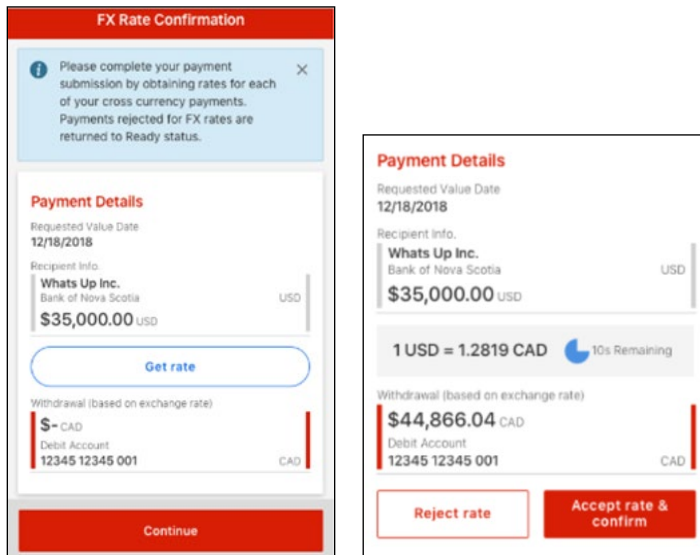 FX Rate Confirmation
Please complete your payment
submission by obtaining rates for each
of your cross currency payments.
Payments rejected for FX rates are
returned to Ready status.
Payment Details
Requested Value Date
12/18/2018
Recipient Info.
Whats Up Inc.
Bank of Nova Scotia USD
$35,000.00 USD
Get rate
Withdrawal (based on exchange rate)
$- CAD
Debit Account
12345 12345 001 CAD
Continue
Payment Details
Requested Value Date
12/18/2018
Recipient Info.
Whats Up Inc.
Bank of Nova Scotia USD
$35,000.00 USD
1 USD = 1.2819 CAD 10s Remaining
Withdrawal (based on exchange rate)
$44,866.04 CAD
Debit Account
12345 12345 001 CAD
Reject rate
Accept rate &
confirm